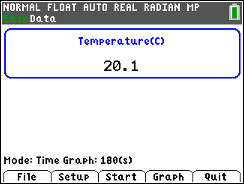 NORMAL FLOAT AUTO REAL RADIAN MP
Data
Temperature(C)
20.1
Mode: Time Graph: 180(s)
File Setup Start Graph Quit